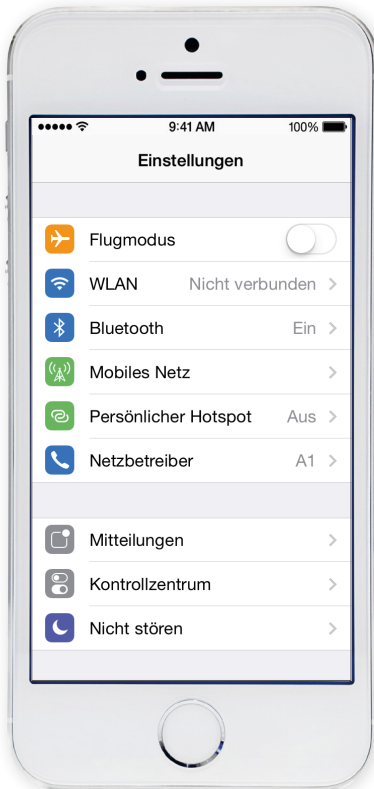 9:41 AM 100%
Einstellungen
Flugmodus
WLAN Nicht verbunden
Bluetooth Ein
Mobiles Netz
Persönlicher Hotspot Aus
Netzbetreiber A1
Mitteilungen
Kontrollzentrum
Nicht stören